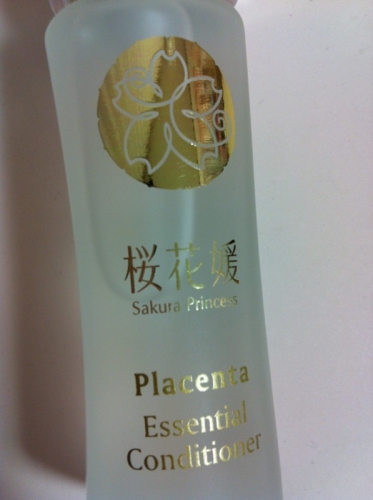 桜花媛
Sakura Princess
Placenta
Essential
Conditioner